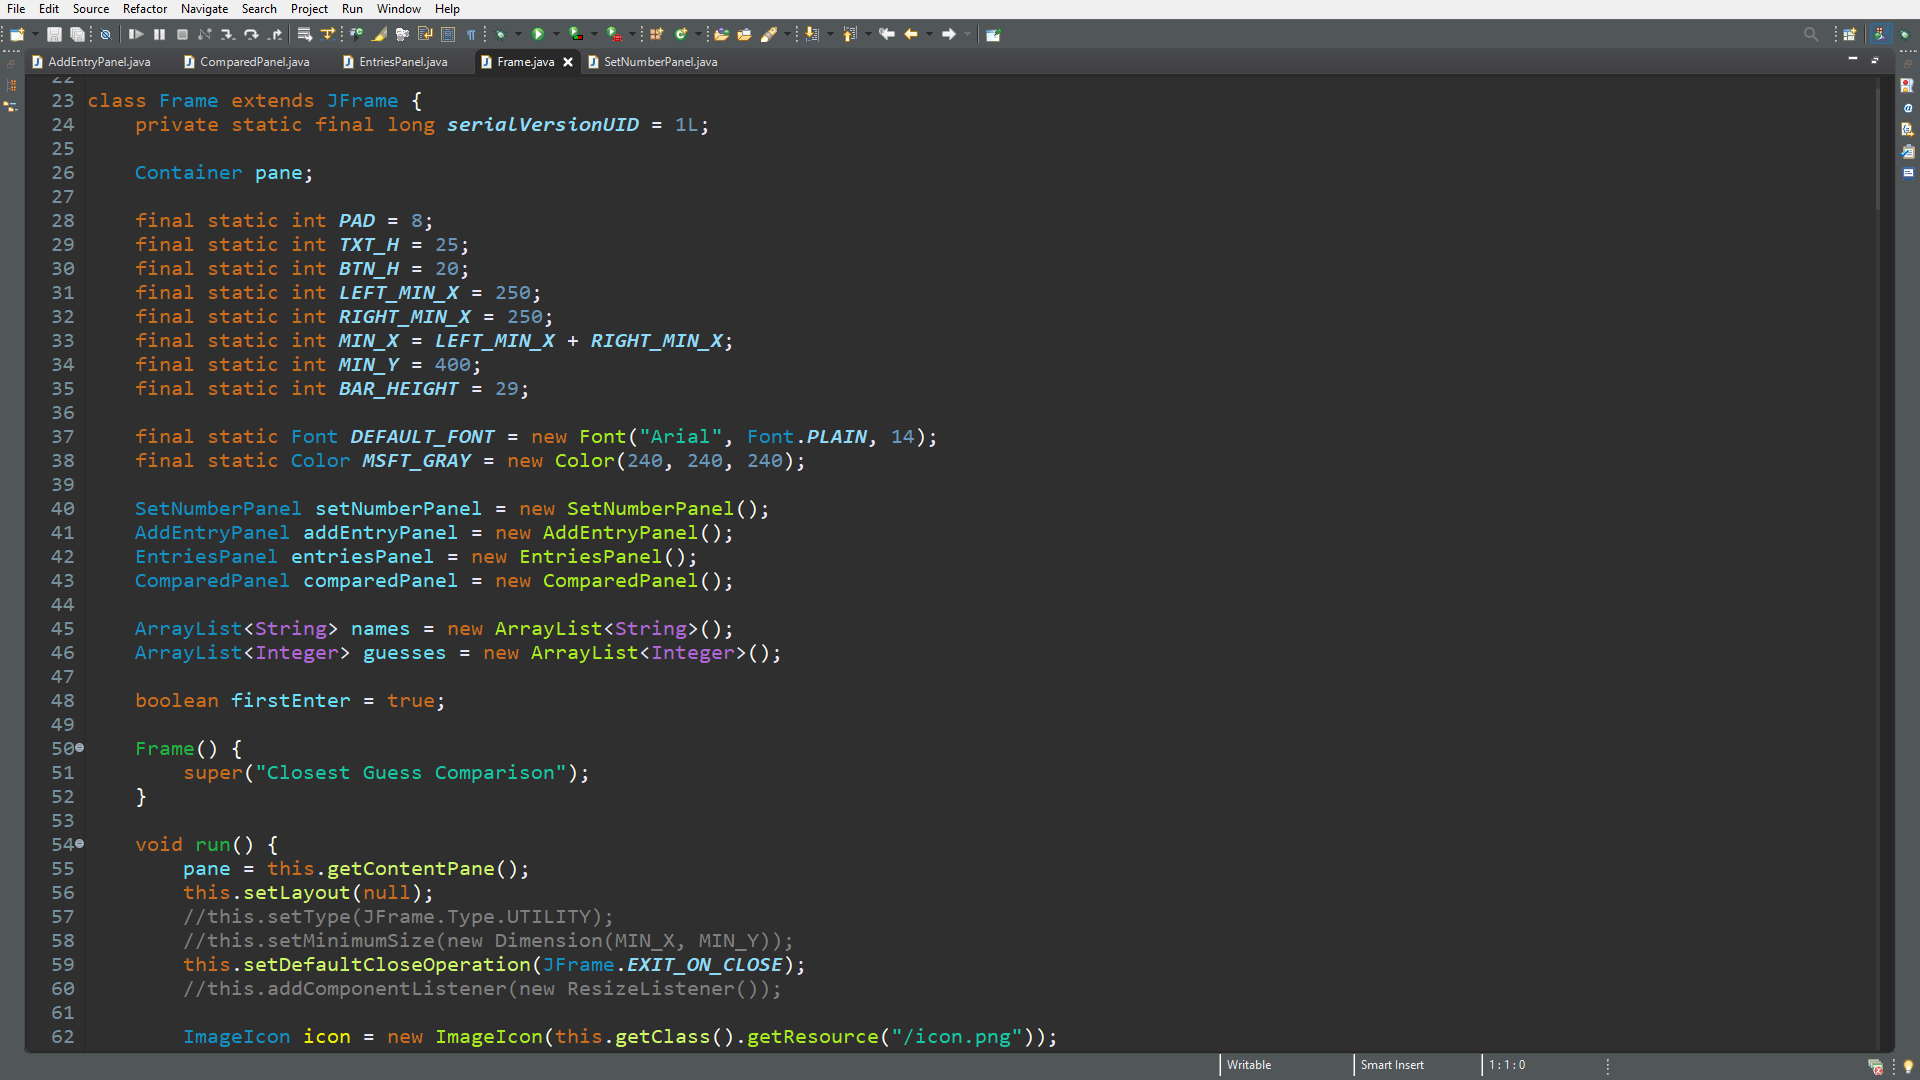 File Edit Source Refactor Navigate Search Project Run Window Help
AddEntryPanel.java ComparedPanel.java EntriesPanel.java Frame.java SetNumberPanel.java
22
23 class Frame extends JFrame {
24     private static final long serialVersionUID = 1L;
25
26     Container pane;
27
28     final static int PAD = 8;
29     final static int TXT_H = 25;
30     final static int BTN_H = 20;
31     final static int LEFT_MIN_X = 250;
32     final static int RIGHT_MIN_X = 250;
33     final static int MIN_X = LEFT_MIN_X + RIGHT_MIN_X;
34     final static int MIN_Y = 400;
35     final static int BAR_HEIGHT = 29;
36
37     final static Font DEFAULT_FONT = new Font("Arial", Font.PLAIN, 14);
38     final static Color MSFT_GRAY = new Color(240, 240, 240);
39
40     SetNumberPanel setNumberPanel = new SetNumberPanel();
41     AddEntryPanel addEntryPanel = new AddEntryPanel();
42     EntriesPanel entriesPanel = new EntriesPanel();
43     ComparedPanel comparedPanel = new ComparedPanel();
44
45     ArrayList<String> names = new ArrayList<String>();
46     ArrayList<Integer> guesses = new ArrayList<Integer>();
47
48     boolean firstEnter = true;
49
50     Frame() {
51         super("Closest Guess Comparison");
52     }
53
54     void run() {
55         pane = this.getContentPane();
56         this.setLayout(null);
57         //this.setType(JFrame.Type.UTILITY);
58         //this.setMinimumSize(new Dimension(MIN_X, MIN_Y));
59         this.setDefaultCloseOperation(JFrame.EXIT_ON_CLOSE);
60         //this.addComponentListener(new ResizeListener());
61
62         ImageIcon icon = new ImageIcon(this.getClass().getResource("/icon.png"));
Writable Smart Insert 1 : 1 : 0